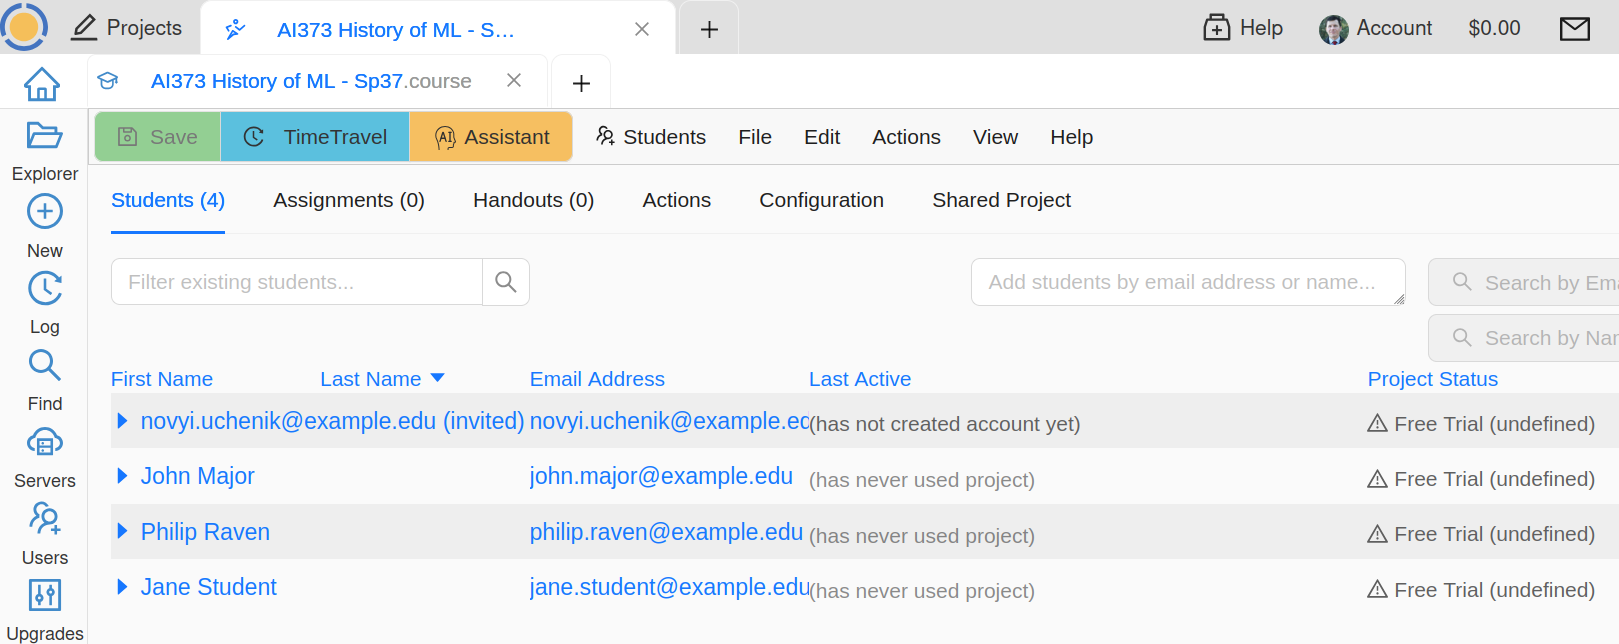 Projects
AI373 History of ML - S...
Help
Account
$0.00
AI373 History of ML - Sp37.course
Save
TimeTravel
AI Assistant
Students
File
Edit
Actions
View
Help
Explorer
New
Log
Find
Servers
Users
Upgrades
Students (4)
Assignments (0)
Handouts (0)
Actions
Configuration
Shared Project
Filter existing students...
Add students by email address or name...
Search by Ema
Search by Nar
First Name
Last Name
Email Address
Last Active
Project Status
novyi.uchenik@example.edu (invited) novyi.uchenik@example.ed (has not created account yet) Free Trial (undefined)
John Major john.major@example.edu (has never used project) Free Trial (undefined)
Philip Raven philip.raven@example.edu (has never used project) Free Trial (undefined)
Jane Student jane.student@example.edu (has never used project) Free Trial (undefined)